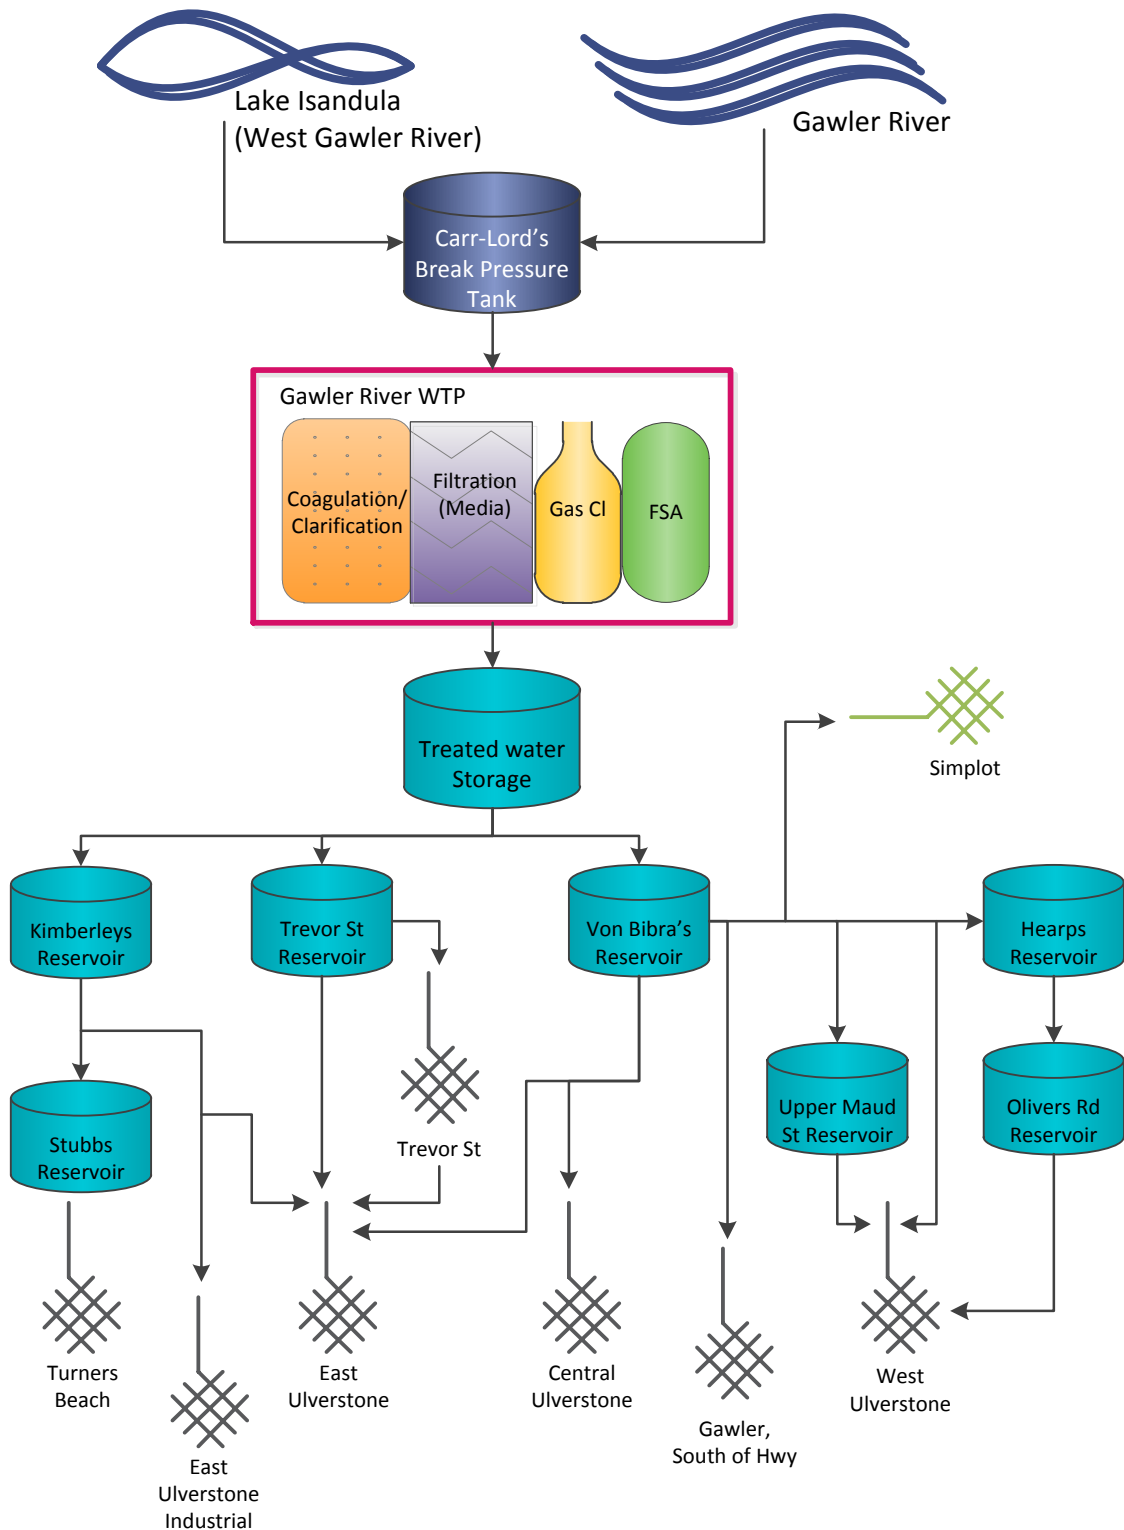 Lake Isandula
(West Gawler River)
Gawler River
Carr-Lord's
Break Pressure
Tank
Gawler River WTP
Coagulation/
Clarification
Filtration
(Media)
Gas Cl
FSA
Treated water
Storage
Simplot
Kimberleys
Reservoir
Trevor St
Reservoir
Von Bibra's
Reservoir
Hearps
Reservoir
Stubbs
Reservoir
Trevor St
Upper Maud
St Reservoir
Olivers Rd
Reservoir
Turners
Beach
East
Ulverstone
Industrial
East
Ulverstone
Central
Ulverstone
Gawler,
South of Hwy
West
Ulverstone